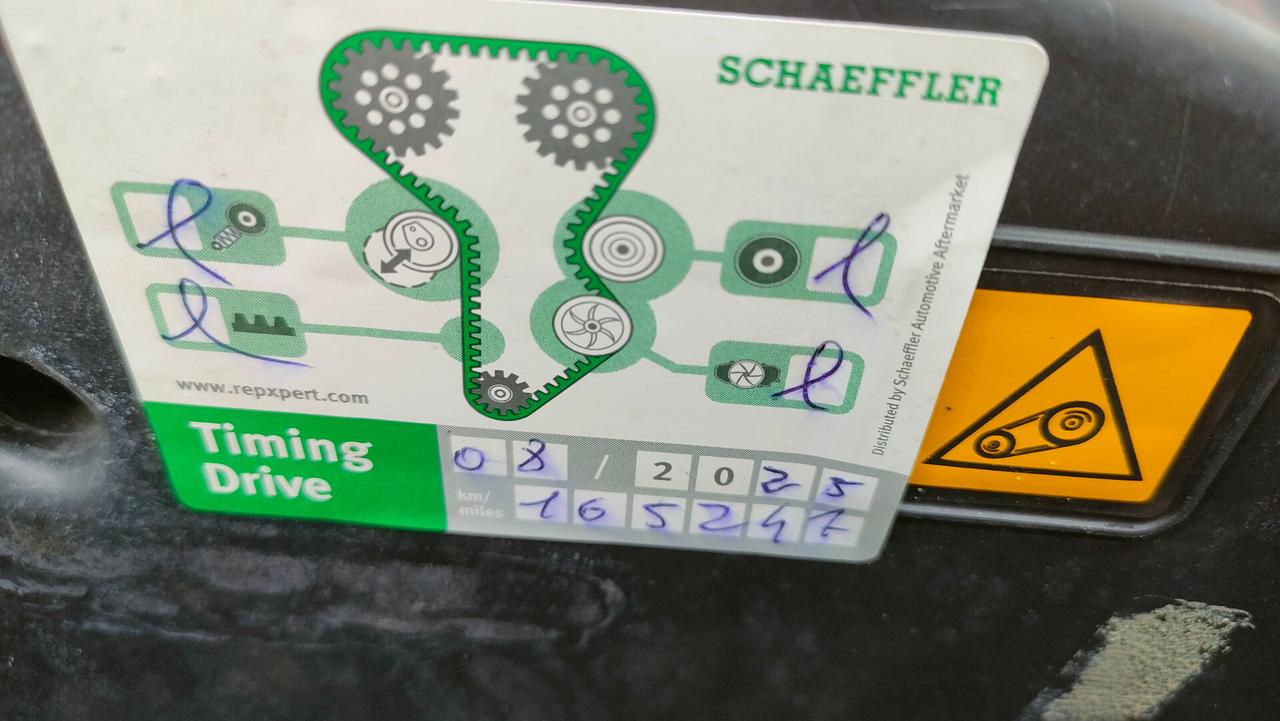 SCHAEFFLER
www.repxpert.com
Timing
Drive
08 / 2025
km/
miles
165247
Distributed by Schaeffler Automotive Aftermarket